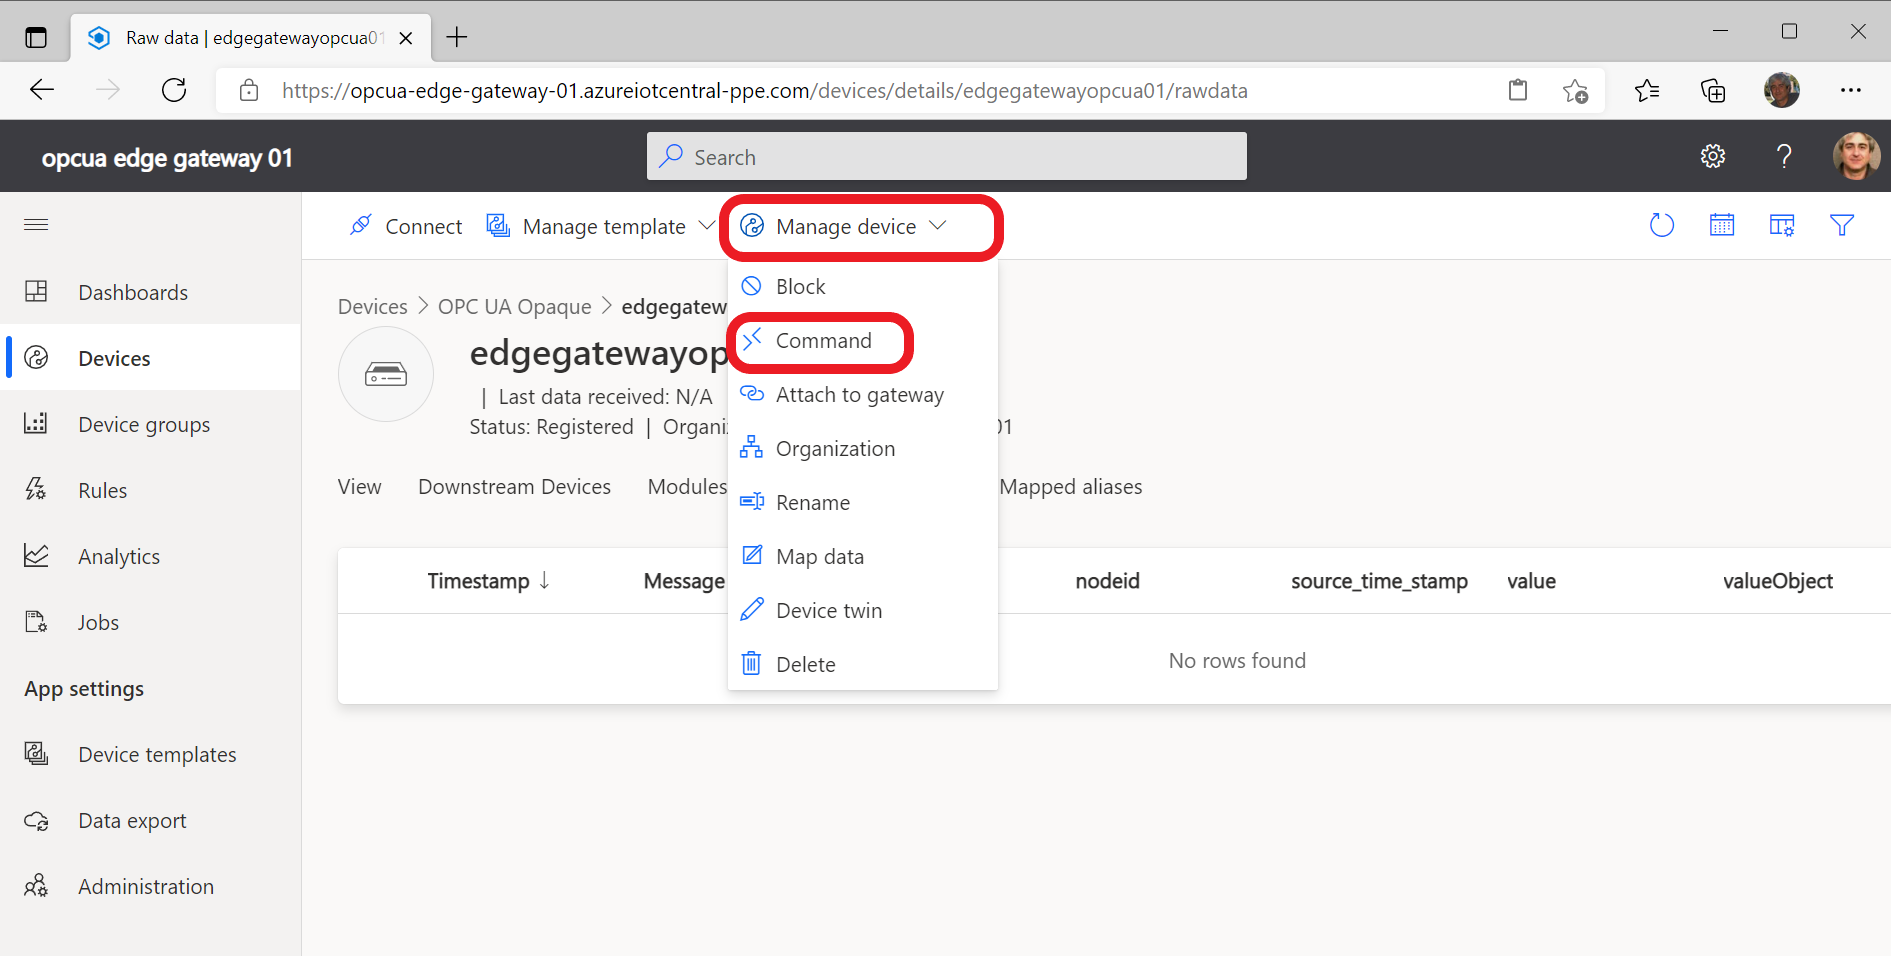 Raw data | edgegatewayopcua01
https://opcua-edge-gateway-01.azureiotcentral-ppe.com/devices/details/edgegatewayopcua01/rawdata
opcua edge gateway 01
Search
?
Connect
Manage template
Manage device
Block
Command
Attach to gateway
Organization
Rename
Map data
Device twin
Delete
Dashboards
Devices
Device groups
Rules
Analytics
Jobs
App settings
Device templates
Data export
Administration
Devices > OPC UA Opaque > edgegatew
edgegatewayop
| Last data received: N/A
Status: Registered | Organi 01
View Downstream Devices Modules Mapped aliases
Timestamp ↓ Message nodeid source_time_stamp value valueObject
No rows found